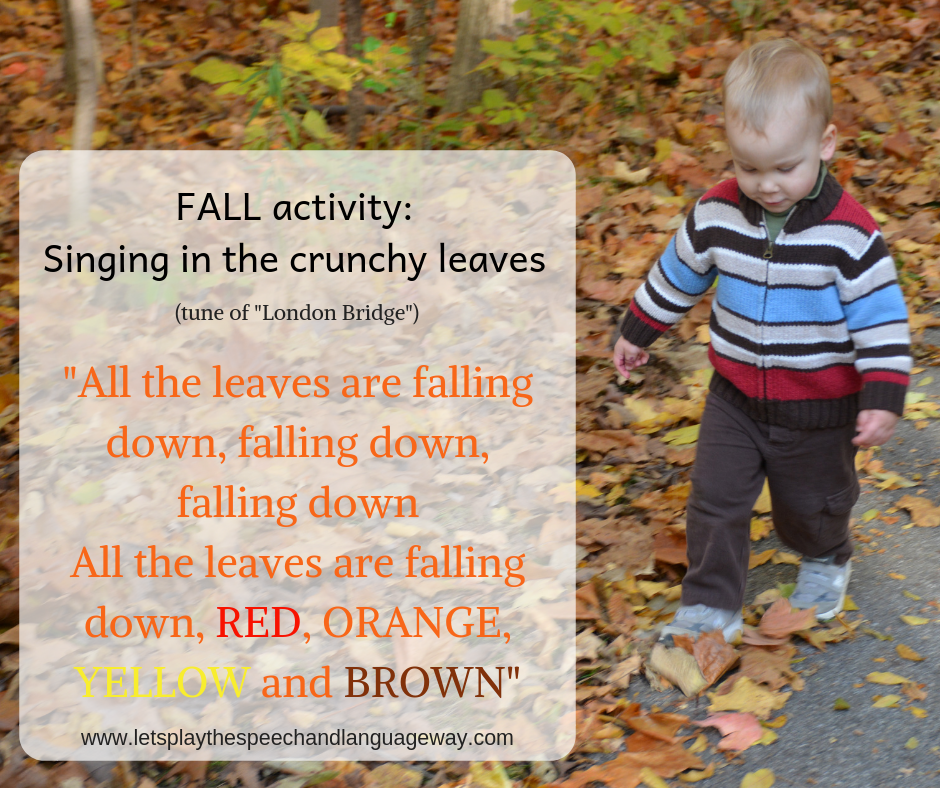 FALL activity:
Singing in the crunchy leaves
(tune of "London Bridge")
"All the leaves are falling
down, falling down,
falling down
All the leaves are falling
down, RED, ORANGE,
YELLOW and BROWN"
www.letsplaythespeechandlanguageway.com